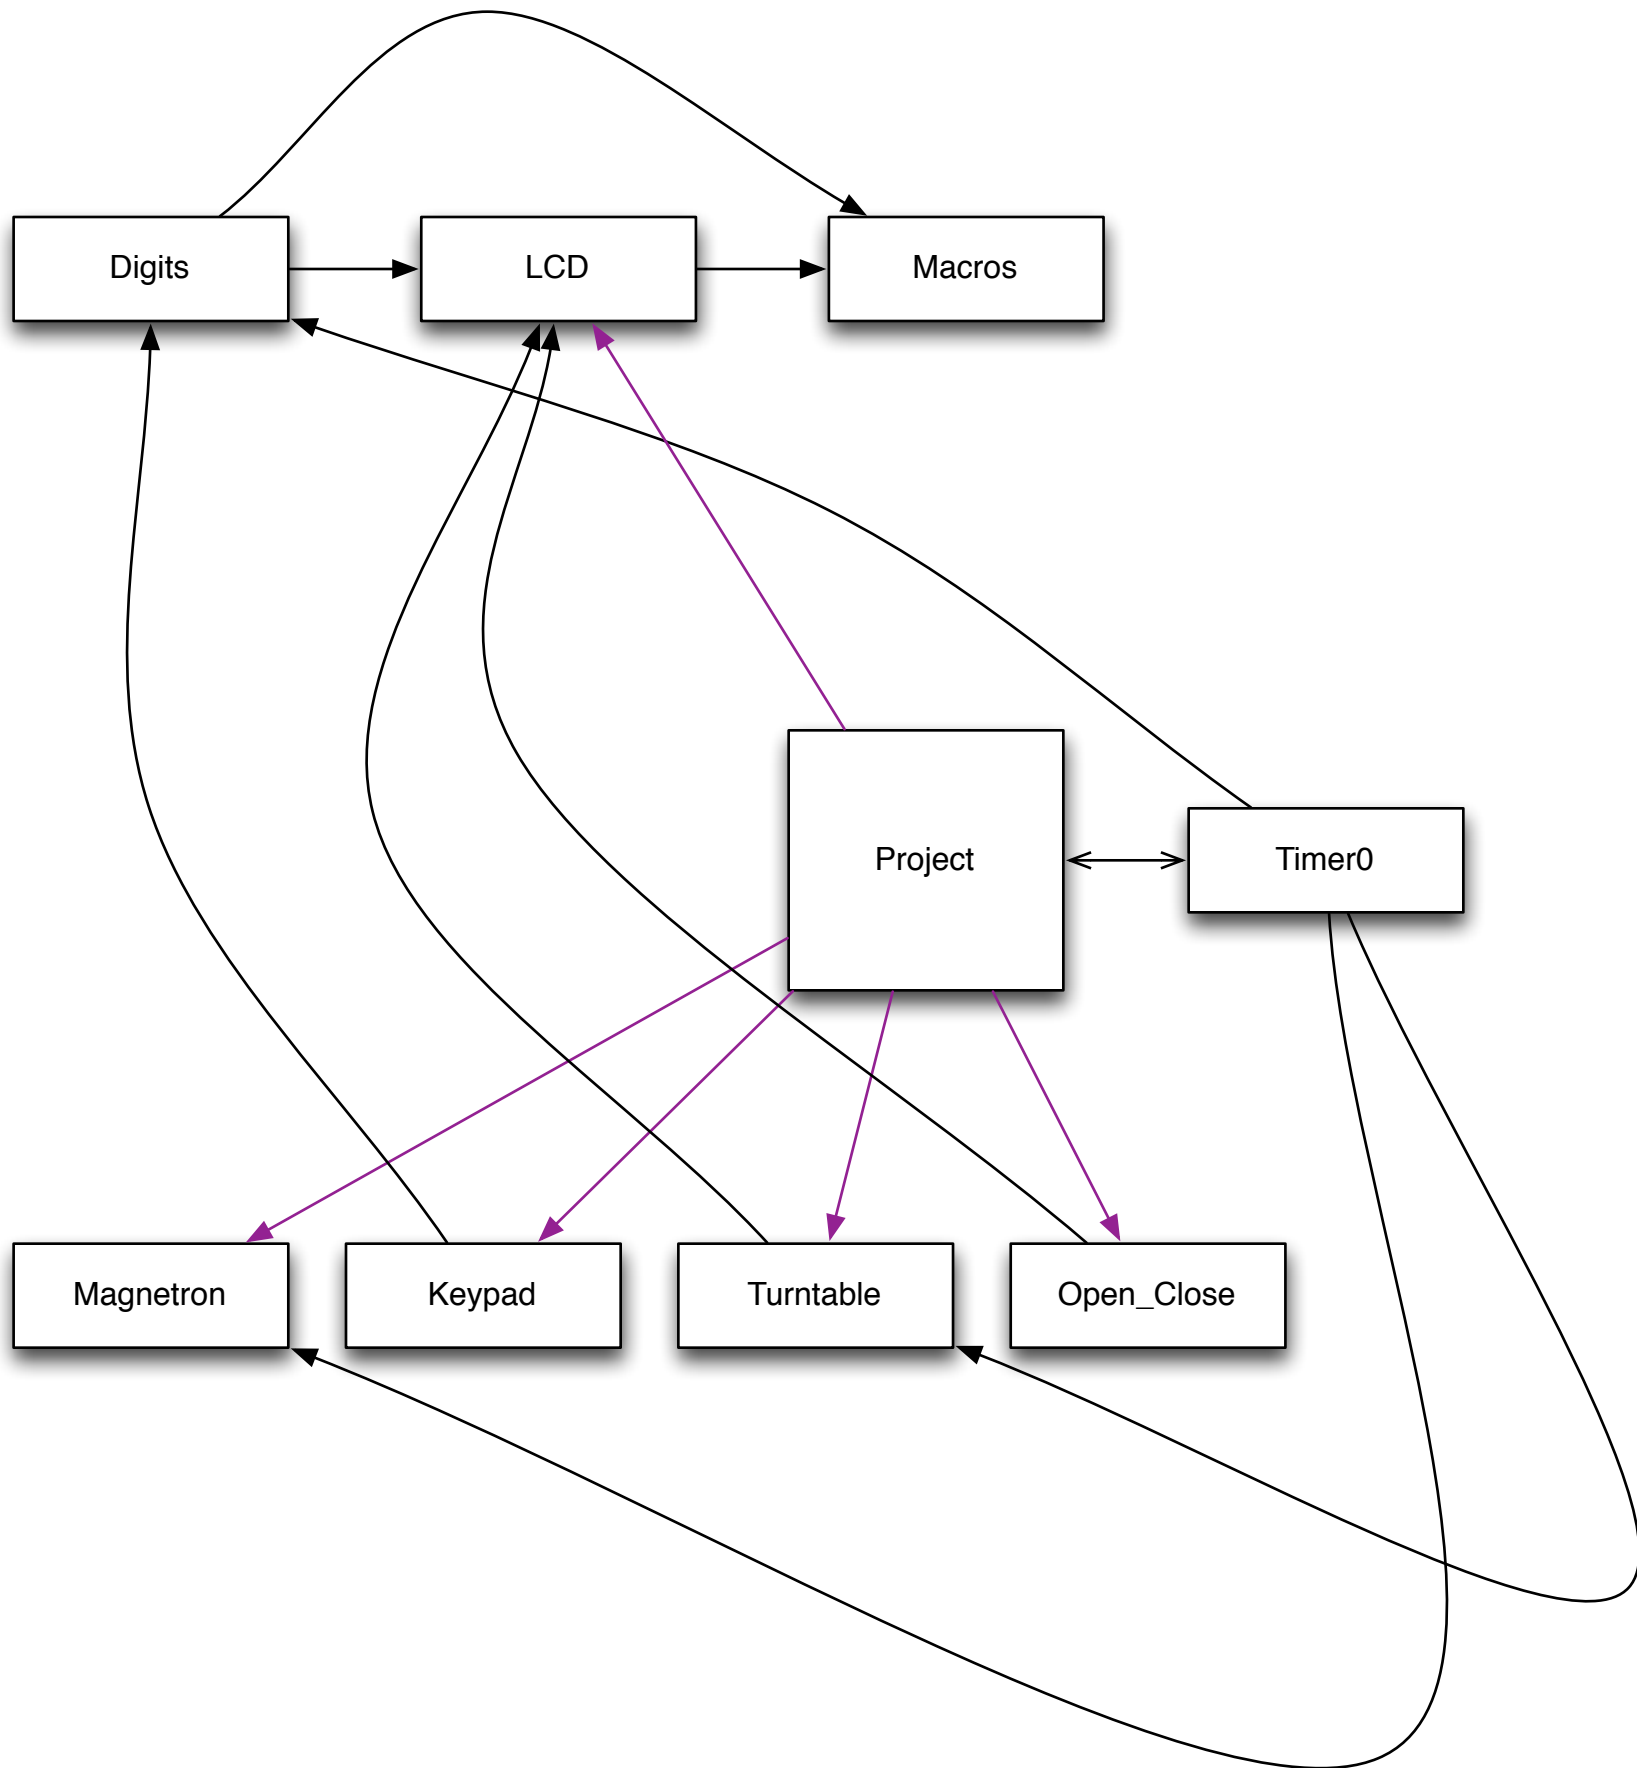 Digits
LCD
Macros
Project
Timer0
Magnetron
Keypad
Turntable
Open_Close